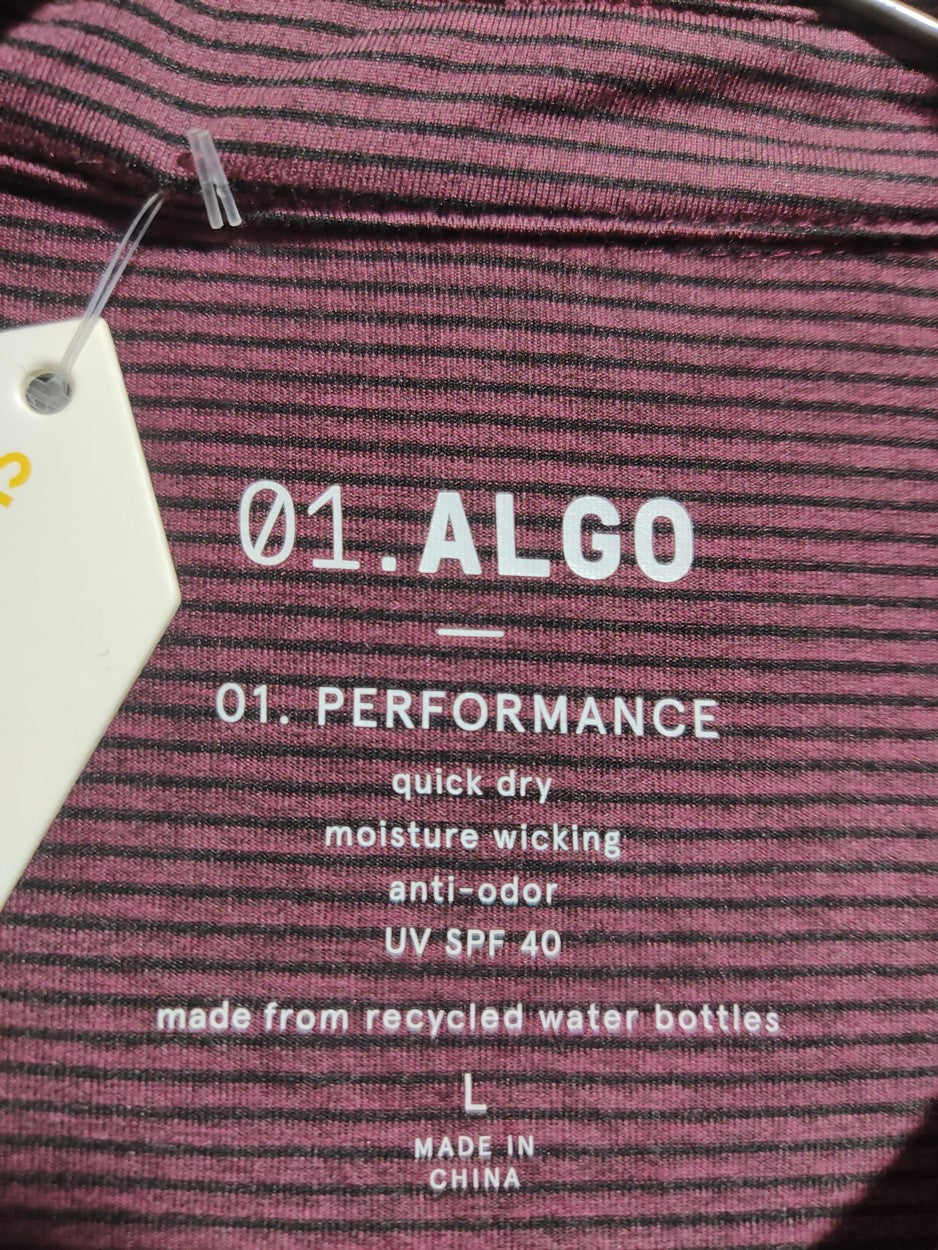 01.ALGO
01. PERFORMANCE
quick dry
moisture wicking
anti-odor
UV SPF 40
made from recycled water bottles
L
MADE IN
CHINA